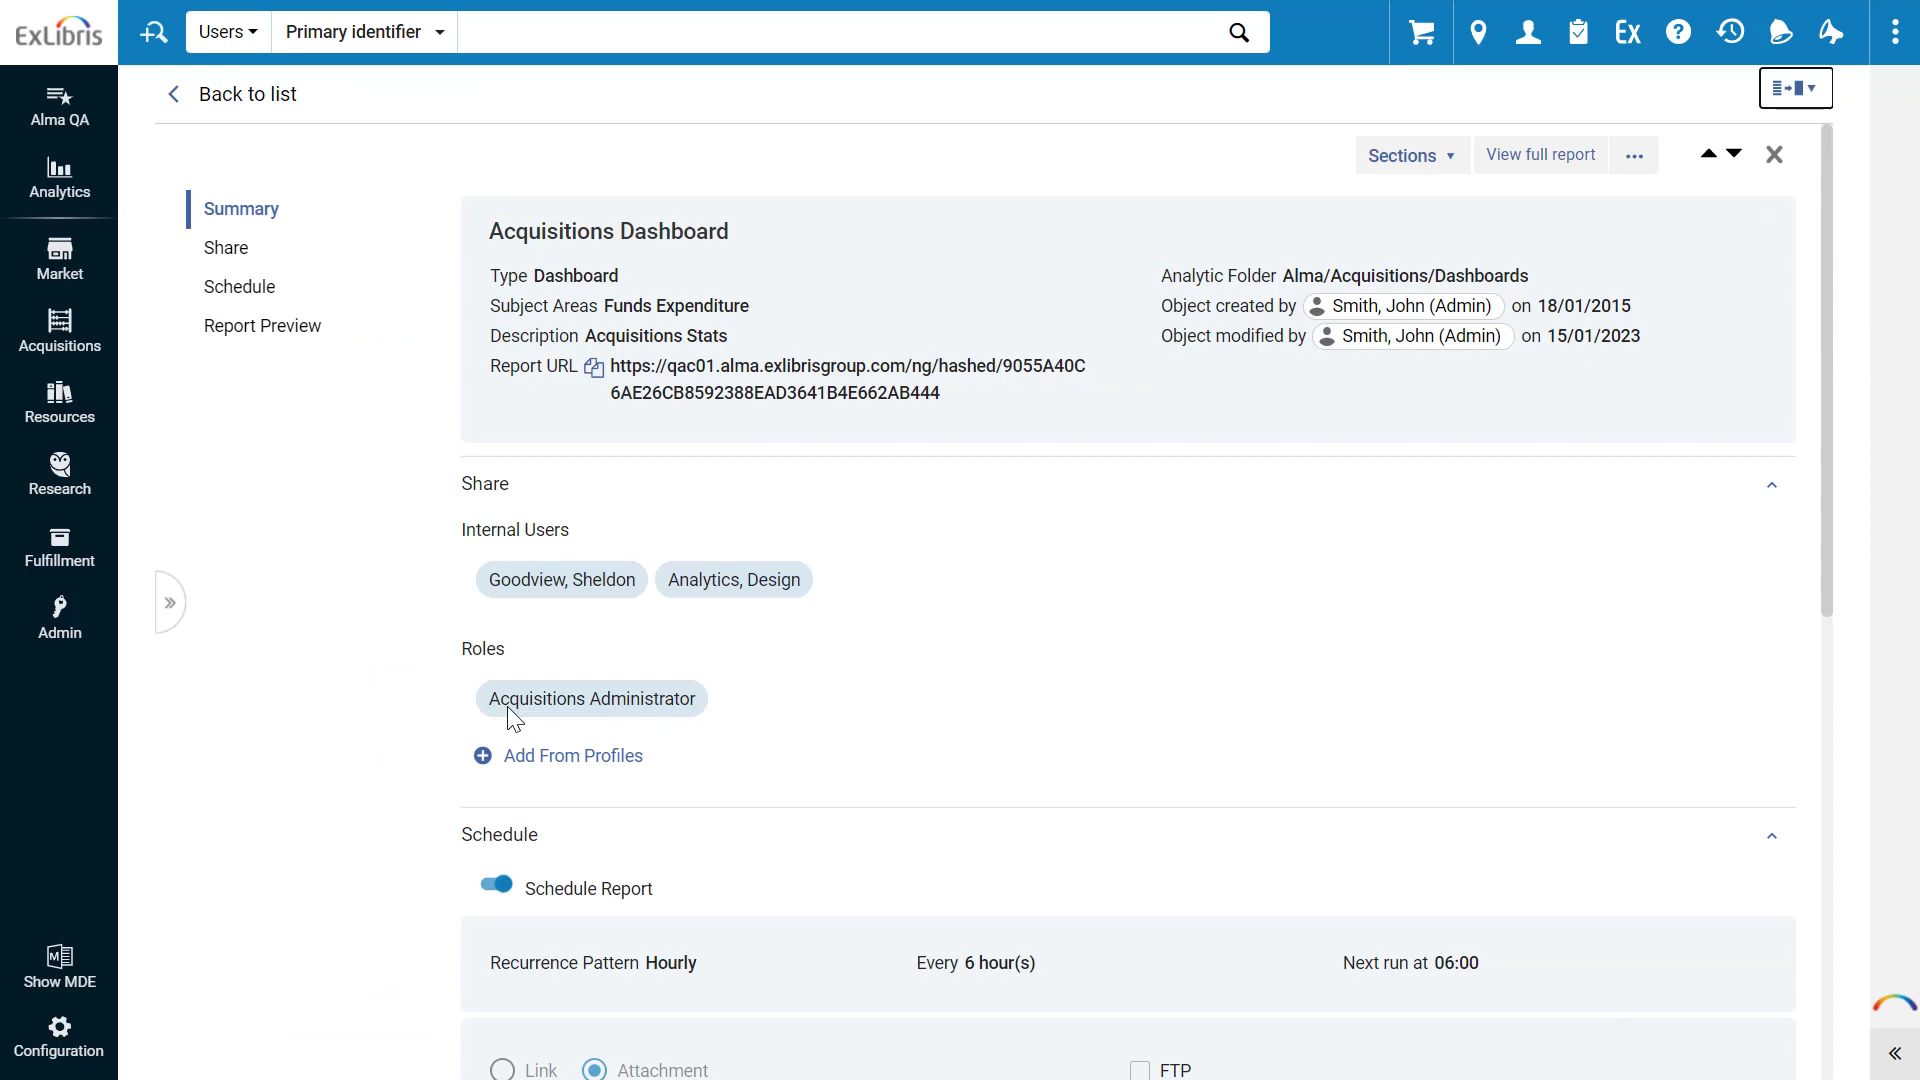 ExLibris
Users
Primary identifier
Ex
Alma QA
Analytics
Market
Acquisitions
Resources
Research
Fulfillment
Admin
Show MDE
Configuration
Back to list
Sections
View full report
...
Summary
Share
Schedule
Report Preview
Acquisitions Dashboard
Type Dashboard
Subject Areas Funds Expenditure
Description Acquisitions Stats
Report URL https://qac01.alma.exlibrisgroup.com/ng/hashed/9055A40C
6AE26CB8592388EAD3641B4E662AB444
Analytic Folder Alma/Acquisitions/Dashboards
Object created by Smith, John (Admin) on 18/01/2015
Object modified by Smith, John (Admin) on 15/01/2023
Share
Internal Users
Goodview, Sheldon Analytics, Design
Roles
Acquisitions Administrator
Add From Profiles
Schedule
Schedule Report
Recurrence Pattern Hourly Every 6 hour(s) Next run at 06:00
Link Attachment FTP